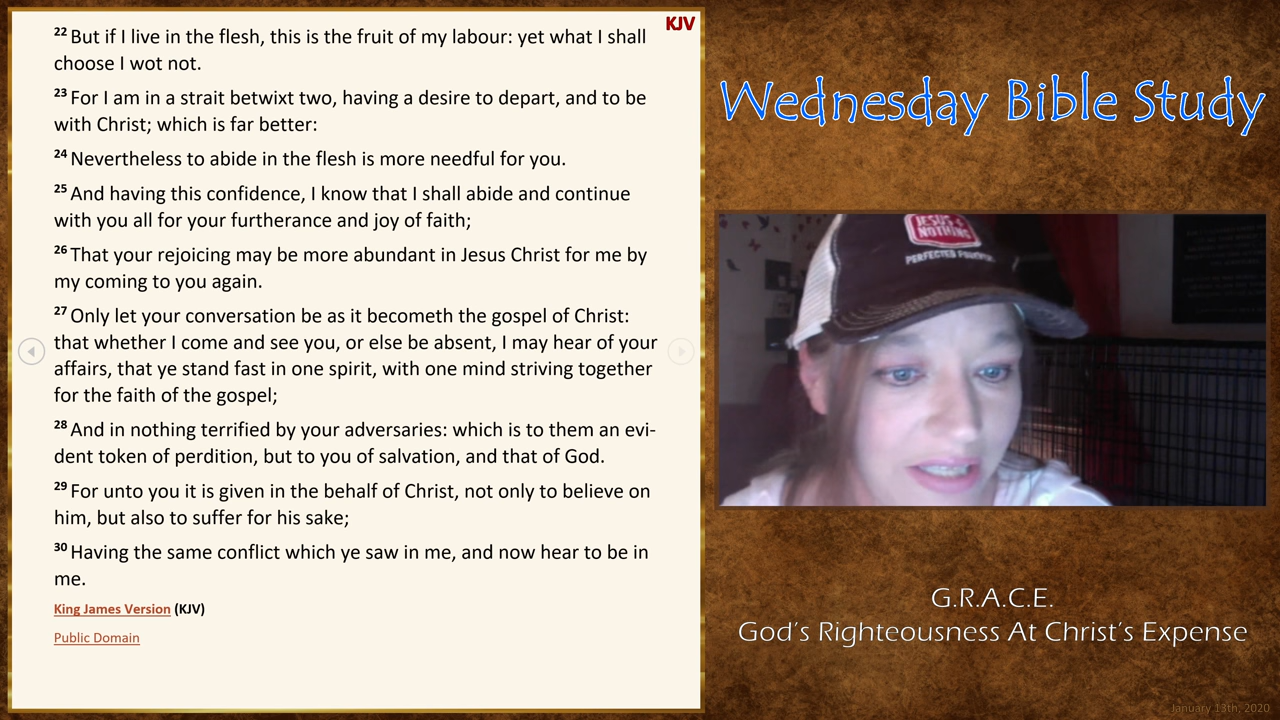 KJV
22 But if I live in the flesh, this is the fruit of my labour: yet what I shall
choose I wot not.
23 For I am in a strait betwixt two, having a desire to depart, and to be
with Christ; which is far better:
24 Nevertheless to abide in the flesh is more needful for you.
25 And having this confidence, I know that I shall abide and continue
with you all for your furtherance and joy of faith;
26 That your rejoicing may be more abundant in Jesus Christ for me by
my coming to you again.
27 Only let your conversation be as it becometh the gospel of Christ:
that whether I come and see you, or else be absent, I may hear of your
affairs, that ye stand fast in one spirit, with one mind striving together
for the faith of the gospel;
28 And in nothing terrified by your adversaries: which is to them an evi-
dent token of perdition, but to you of salvation, and that of God.
29 For unto you it is given in the behalf of Christ, not only to believe on
him, but also to suffer for his sake;
30 Having the same conflict which ye saw in me, and now hear to be in
me.
King James Version (KJV)
Public Domain
Wednesday Bible Study
JESUS +
NOTHING
PERFECTED
G.R.A.C.E.
God's Righteousness At Christ's Expense
January 13th, 2020